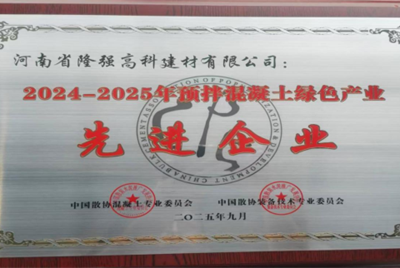 河南省隆强高科建材有限公司：
2024-2025年预拌混凝土绿色产业
先进企业
中国散协混凝土专业委员会 中国散协装备技术专业委员会
二〇二五年九月